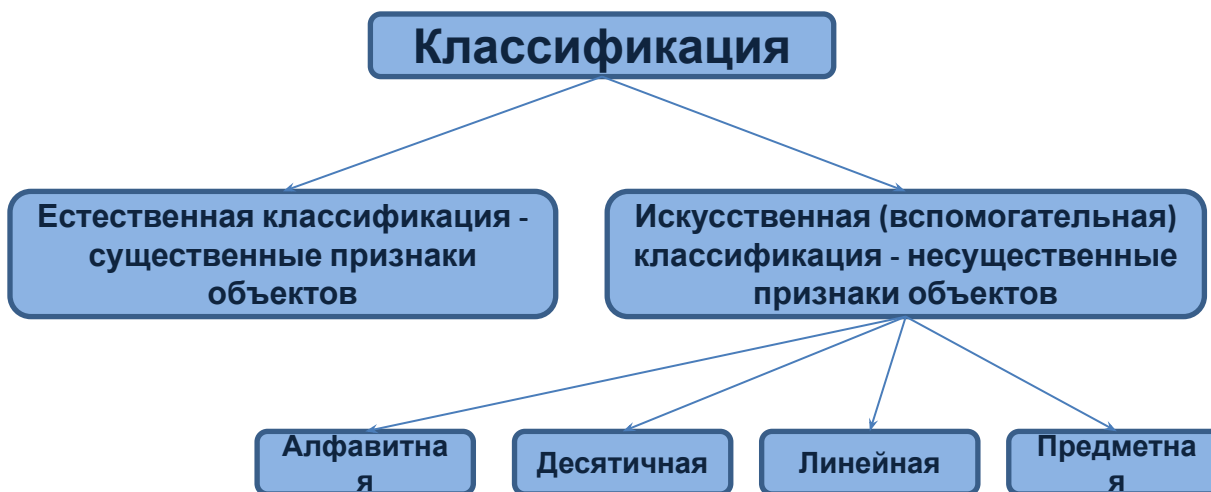 Классификация
Естественная классификация -
существенные признаки
объектов
Искусственная (вспомогательная)
классификация - несущественные
признаки объектов
Алфавитна
я
Десятичная
Линейная
Предметна
я